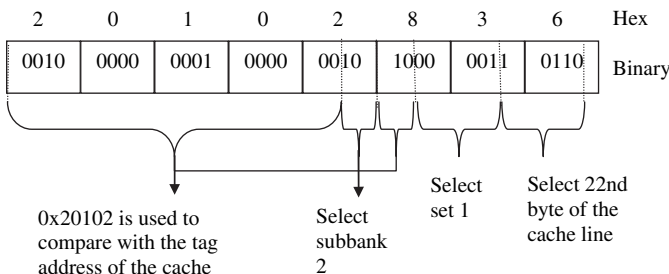 2 0 1 0 2 8 3 6 Hex
0010 0000 0001 0000 0010 1000 0011 0110 Binary
0x20102 is used to
compare with the tag
address of the cache
Select
subbank
2
Select
set 1
Select 22nd
byte of the
cache line